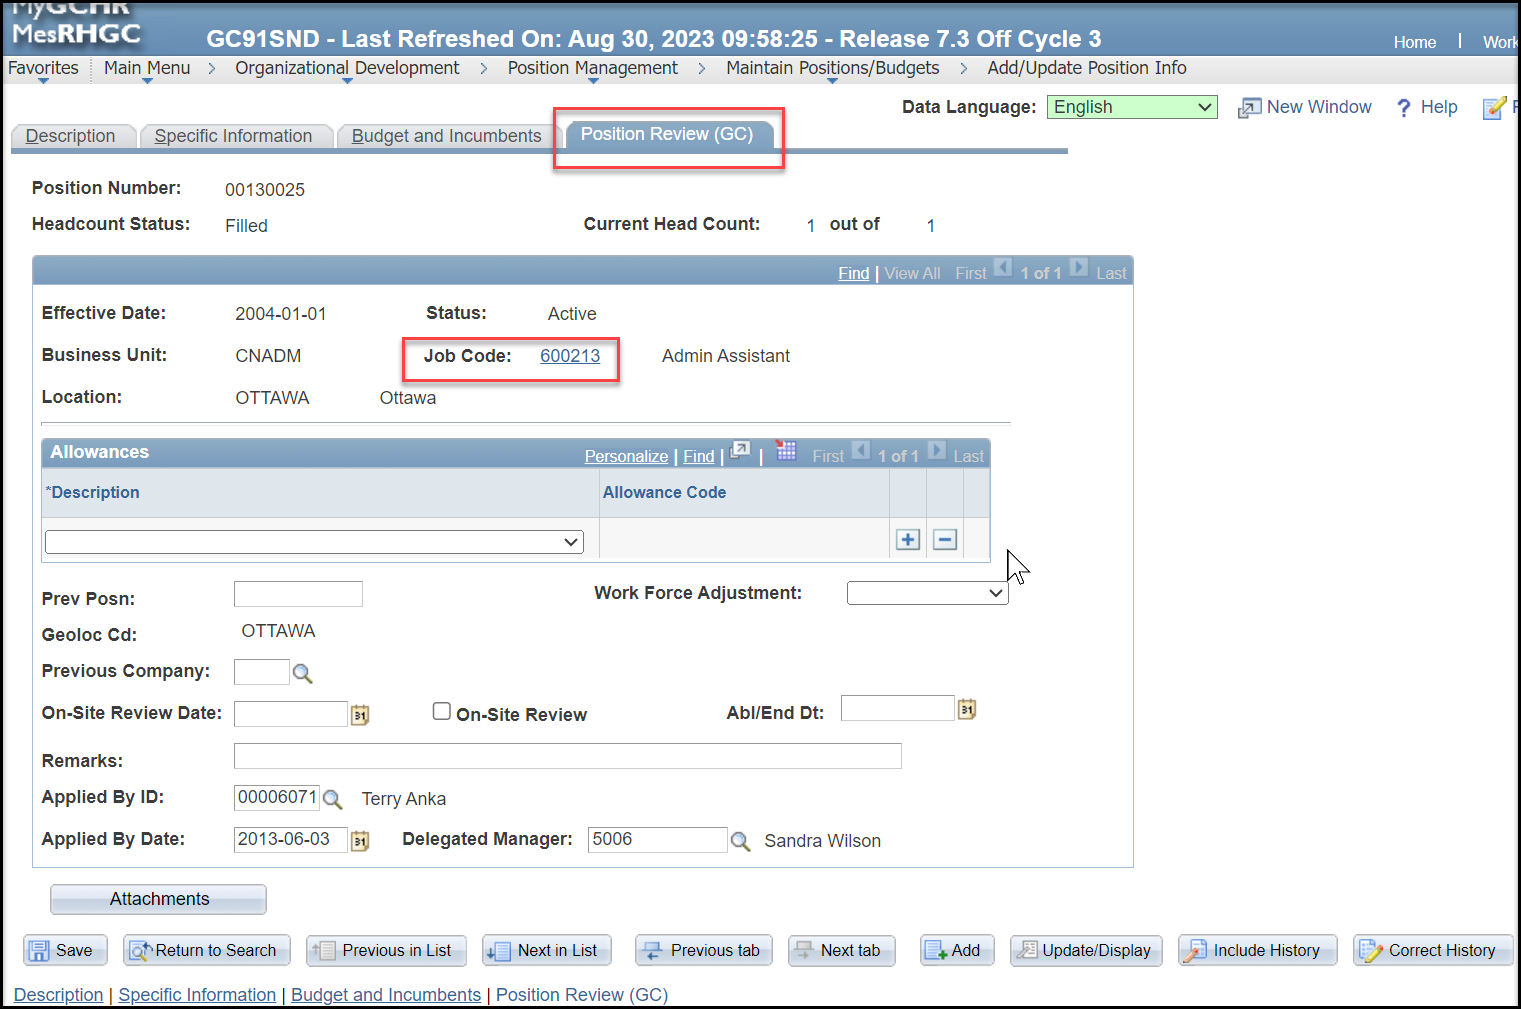 MyGCHR
MesRHGC
GC91SND - Last Refreshed On: Aug 30, 2023 09:58:25 - Release 7.3 Off Cycle 3
Home | Work
Favorites Main Menu > Organizational Development > Position Management > Maintain Positions/Budgets > Add/Update Position Info
Data Language: English New Window ? Help
Description Specific Information Budget and Incumbents Position Review (GC)
Position Number: 00130025
Headcount Status: Filled Current Head Count: 1 out of 1
Find | View All First 1 of 1 Last
Effective Date: 2004-01-01 Status: Active
Business Unit: CNADM Job Code: 600213 Admin Assistant
Location: OTTAWA Ottawa
Allowances Personalize | Find | | First 1 of 1 Last
*Description Allowance Code
Prev Posn: Work Force Adjustment:
Geoloc Cd: OTTAWA
Previous Company:
On-Site Review Date: 31 On-Site Review Abl/End Dt: 31
Remarks:
Applied By ID: 00006071 Terry Anka
Applied By Date: 2013-06-03 31 Delegated Manager: 5006 Sandra Wilson
Attachments
Save Return to Search Previous in List Next in List Previous tab Next tab Add Update/Display Include History Correct History
Description | Specific Information | Budget and Incumbents | Position Review (GC)